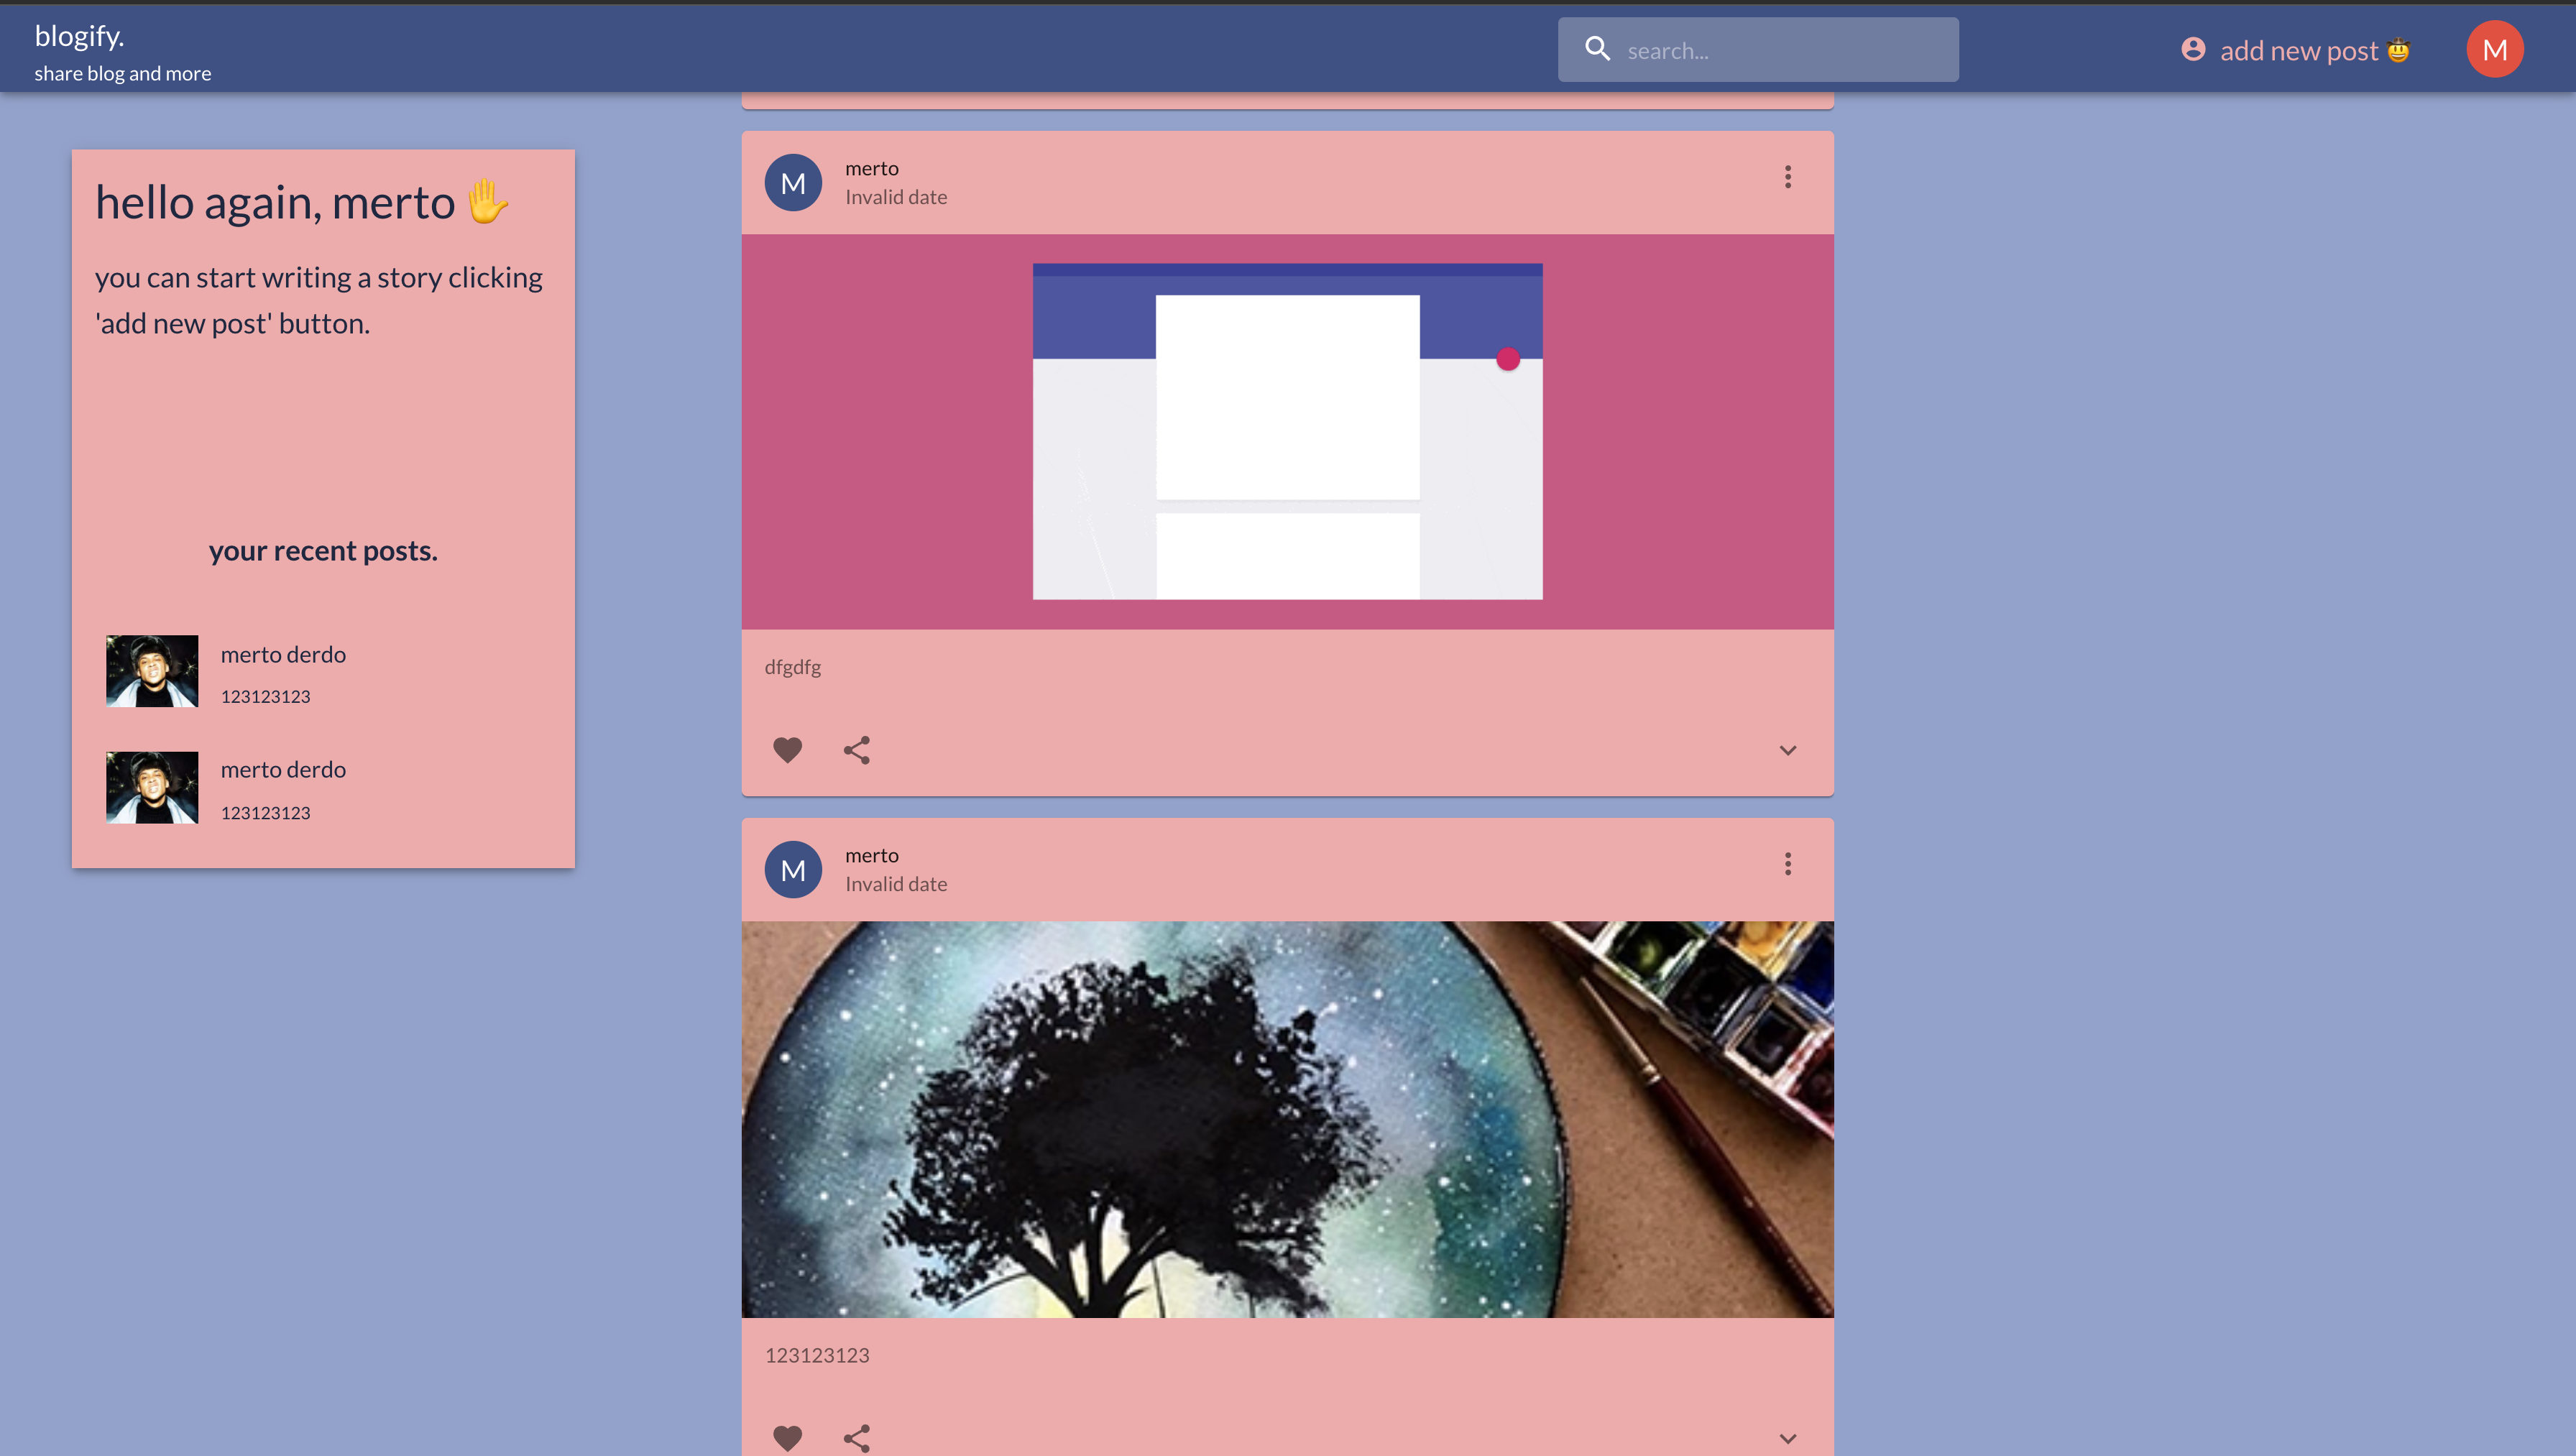 blogify.
share blog and more
search...
add new post 🤠
M
hello again, merto ✋
you can start writing a story clicking
'add new post' button.
your recent posts.
merto derdo
123123123
merto derdo
123123123
M
merto
Invalid date
dfgdfg
M
merto
Invalid date
123123123